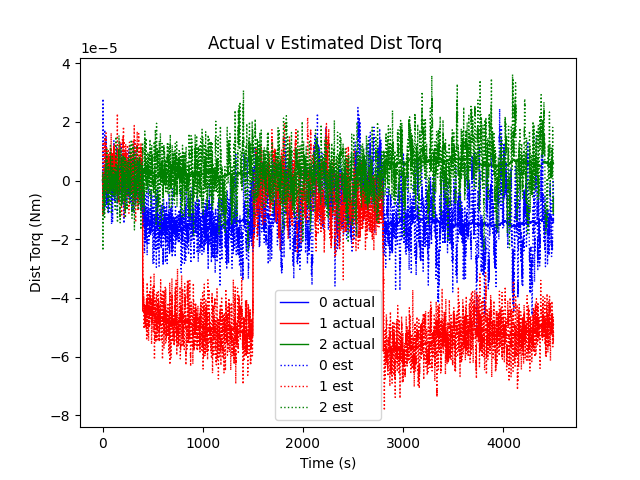 Actual v Estimated Dist Torq
1e−5
4
2
0
−2
−4
−6
−8
Dist Torq (Nm)
0 actual
1 actual
2 actual
0 est
1 est
2 est
0 1000 2000 3000 4000
Time (s)